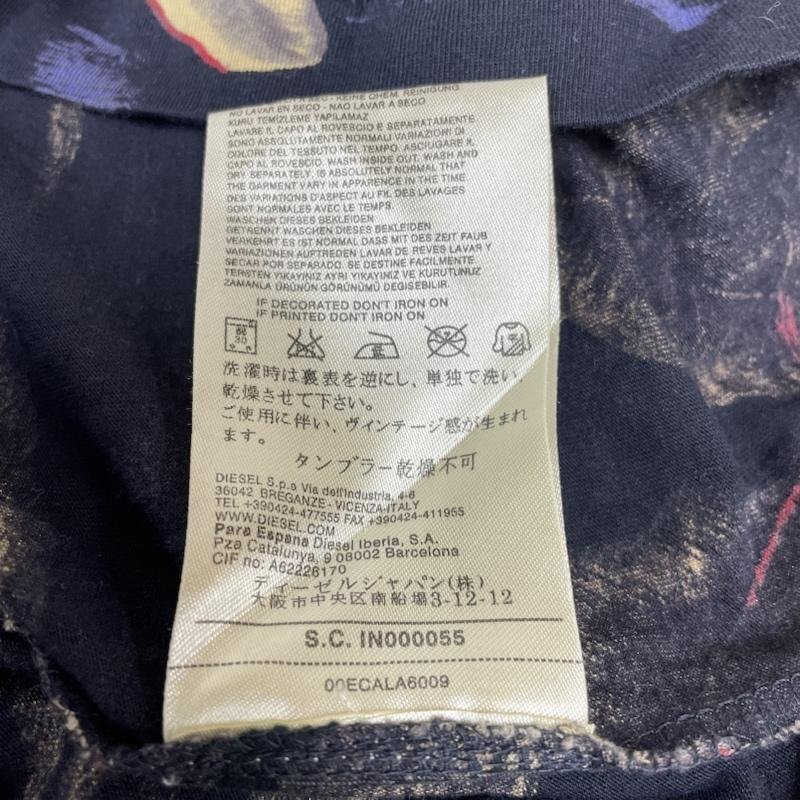 A SEC - KEINE CHEM. REINIGUNG
NO LAVAR EN SECO - NAO LAVAR A SECO
KURU TEMIZLEME YAPILAMAZ
LAVARE IL CAPO AL ROVESCIO E SEPARATAMENTE.
SONO ASSOLUTAMENTE NORMALI VARIAZIONI DI
COLORE DEL TESSUTO NEL TEMPO. ASCIUGARE IL
CAPO AL ROVESCIO. WASH INSIDE OUT. WASH AND
DRY SEPARATELY. IS ABSOLUTELY NORMAL THAT
THE GARMENT VARY IN APPARENCE IN THE TIME
DES VARIATIONS D'ASPECT AU FIL DES LAVAGES
SONT NORMALES AVEC LE TEMPS.
WASCHEN DIESES BEKLEIDEN
GETRENNT WASCHEN DIESES BEKLEIDEN
VERKEHRT ES IST NORMAL DASS MIT DES ZEIT FAUB
VARIAZIONEN AUFTREDEN LAVAR DE REVES LAVAR Y
SECAR POR SEPARADO. SE DESTINE FACILMENTE.
TERSTEN YIKAYINIZ AYRI YIKAYINIZ VE KURUTUNUZ
ZAMANLA ÜRÜNÜN GÖRÜNÜMÜ DEGISEBILIR.
IF DECORATED DON'T IRON ON
IF PRINTED DON'T IRON ON
30
洗濯時は裏表を逆にし、単独で洗い、
乾燥させて下さい。
ご使用に伴い、ヴィンテージ感が生まれ
ます。
タンブラー乾燥不可
DIESEL S.p.a Via dell'Industria, 4-6
36042 BREGANZE - VICENZA-ITALY
TEL +390424-477555 FAX +390424-411955
WWW.DIESEL.COM
Para Espana Diesel Iberia, S.A.
Pza Catalunya, 9 08002 Barcelona
CIF no: A62226170
ディーゼルジャパン(株)
大阪市中央区南船場3-12-12
S.C. IN000055
00ECALA6009